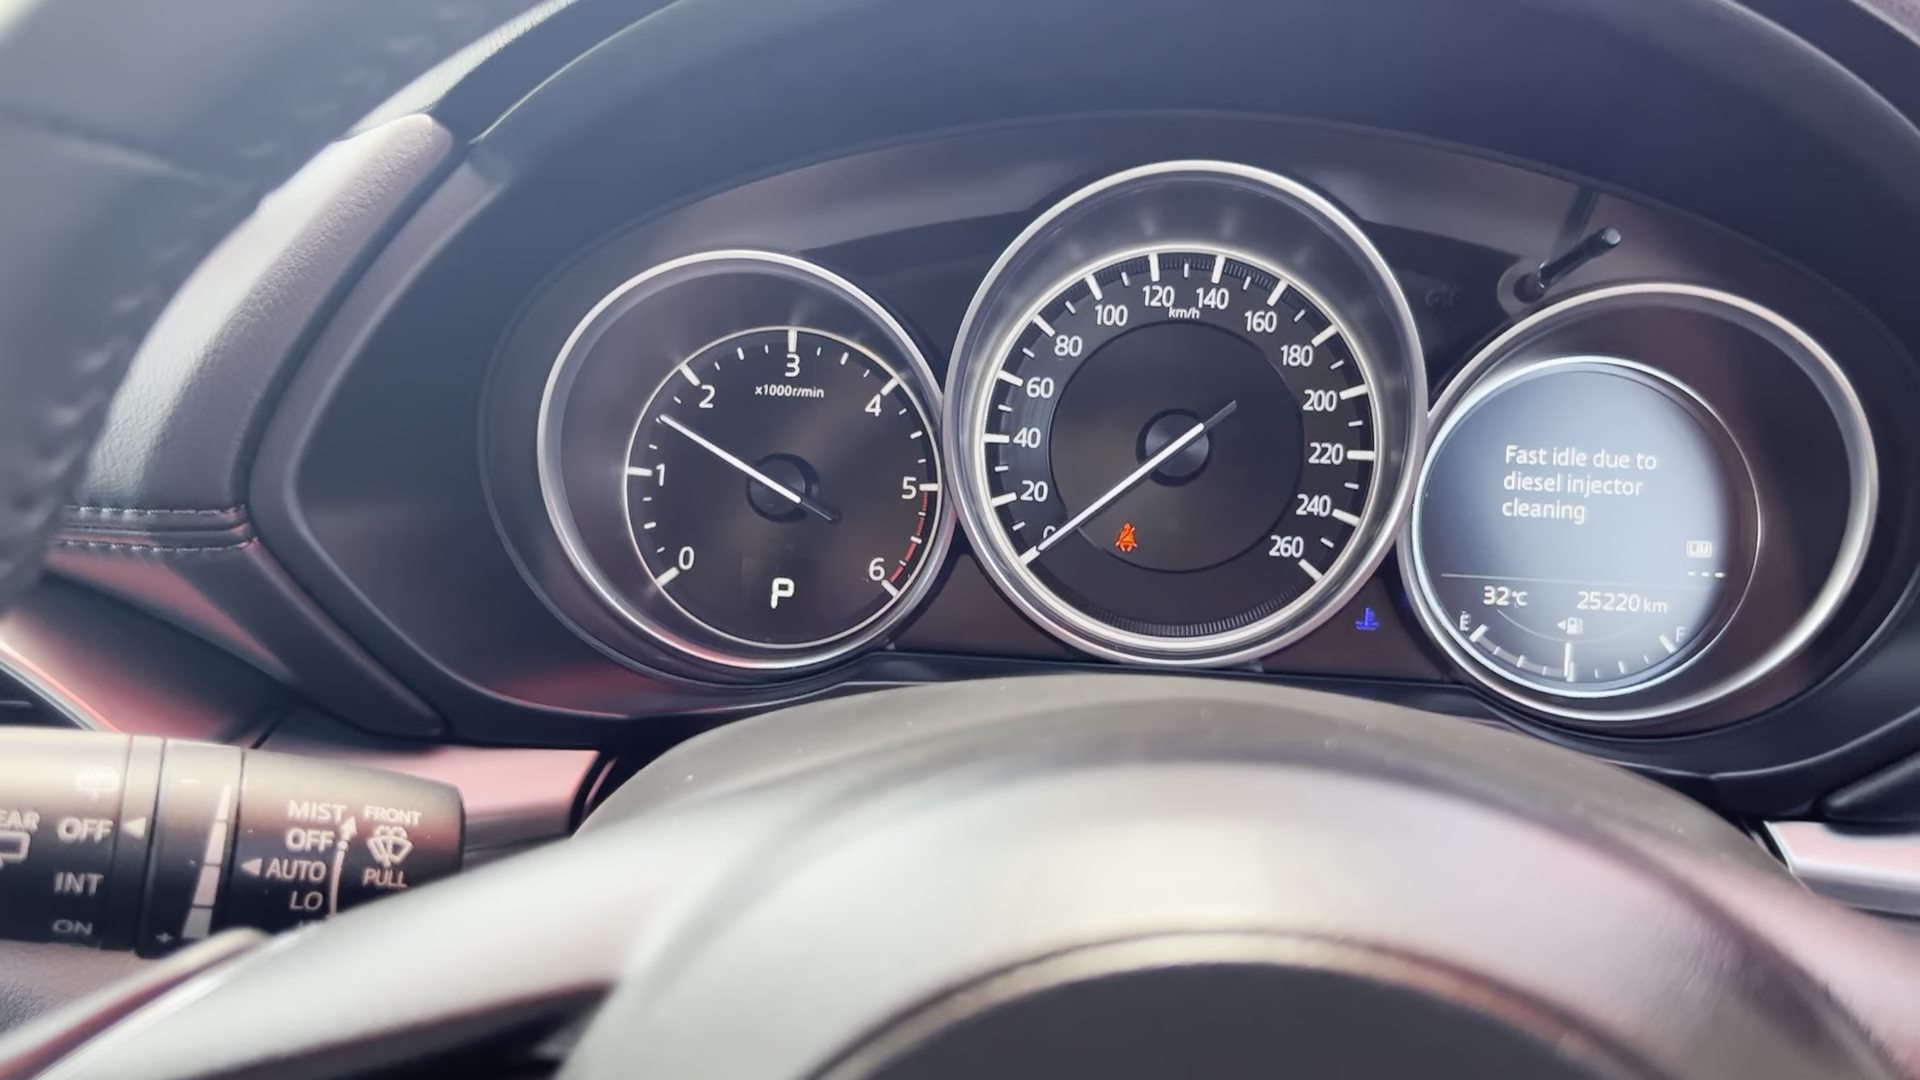 0
1
2
3
4
5
6
x1000r/min
P
0
20
40
60
80
100
120
140
160
180
200
220
240
260
km/h
Fast idle due to
diesel injector
cleaning
LIM
---
32°C
25220 km
E
F
OFF
INT
ON
MIST
OFF
AUTO
LO
FRONT
PULL